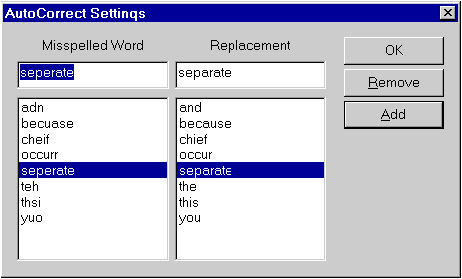 AutoCorrect Settings
Misspelled Word Replacement
OK
seperate separate
Remove
Add
adn and
becuase because
cheif chief
occurr occur
seperate separate
teh the
thsi this
yuo you